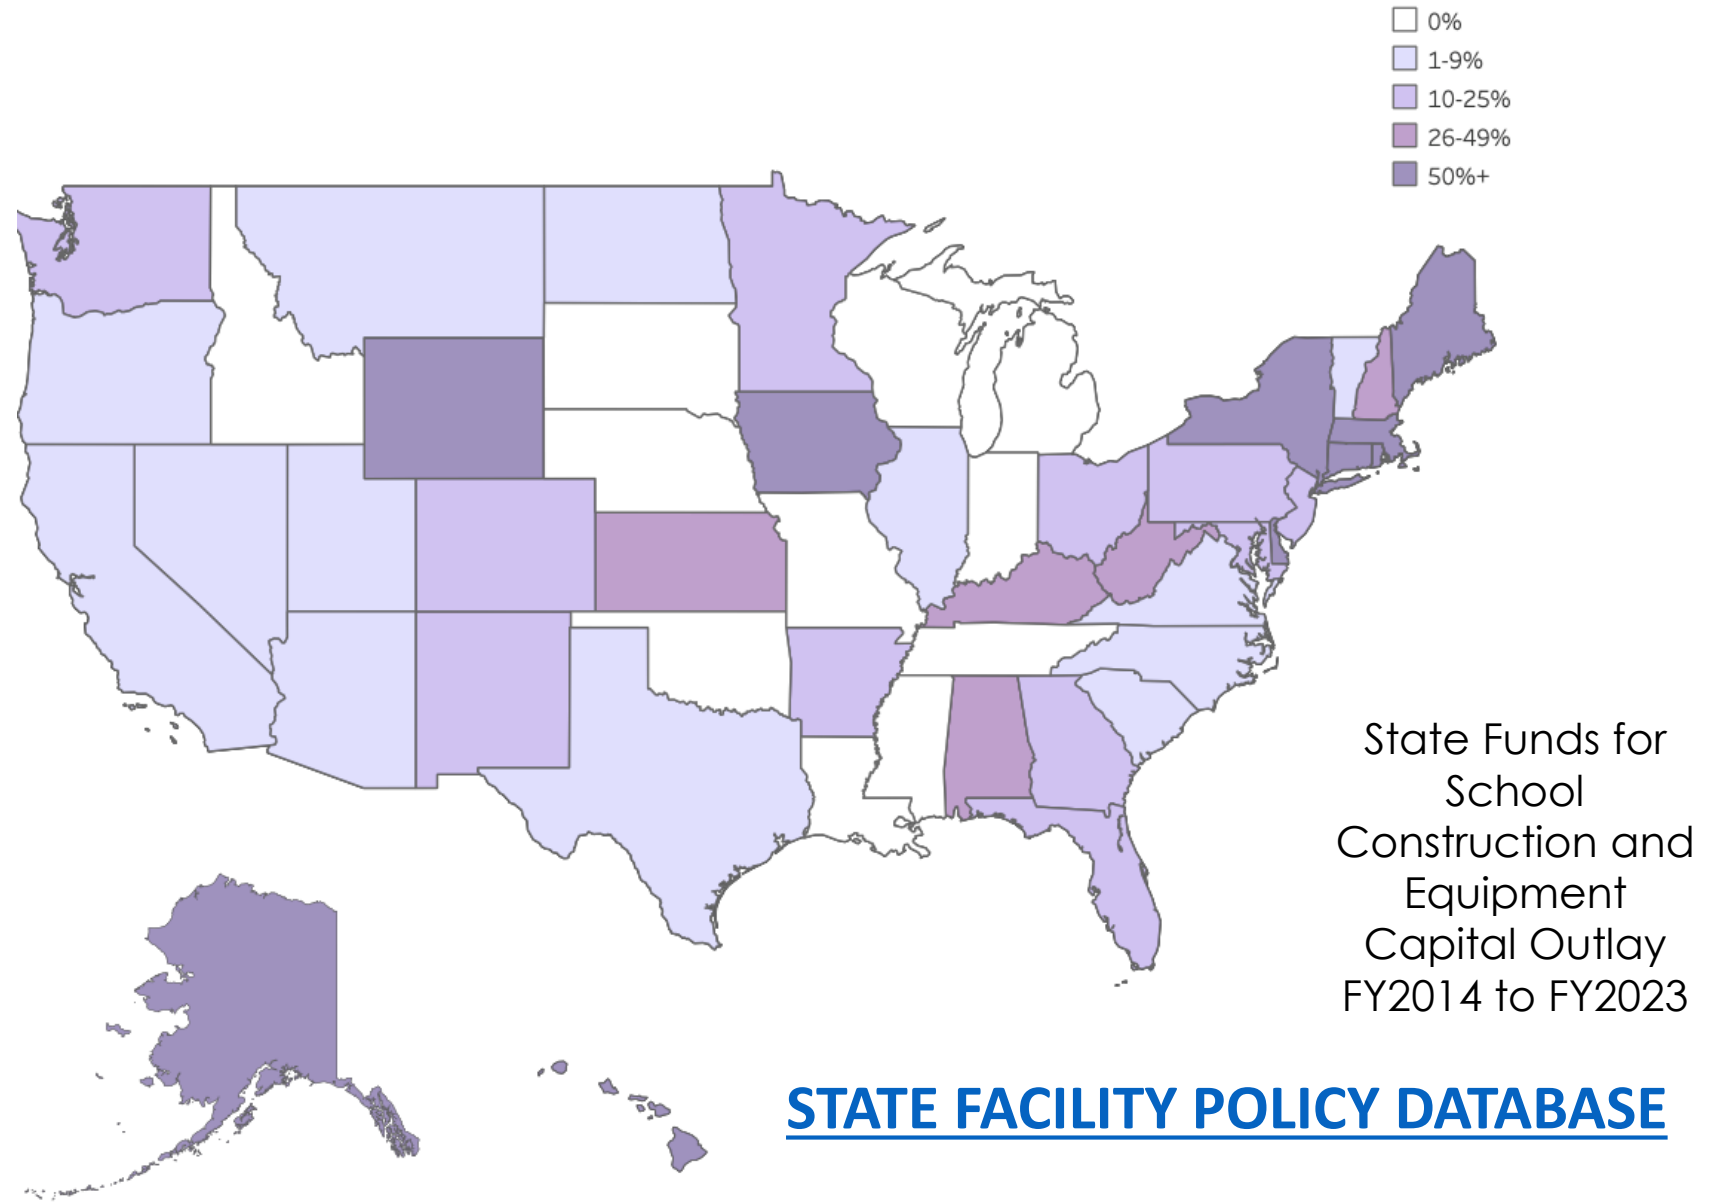 0%
1-9%
10-25%
26-49%
50%+
State Funds for
School
Construction and
Equipment
Capital Outlay
FY2014 to FY2023
STATE FACILITY POLICY DATABASE